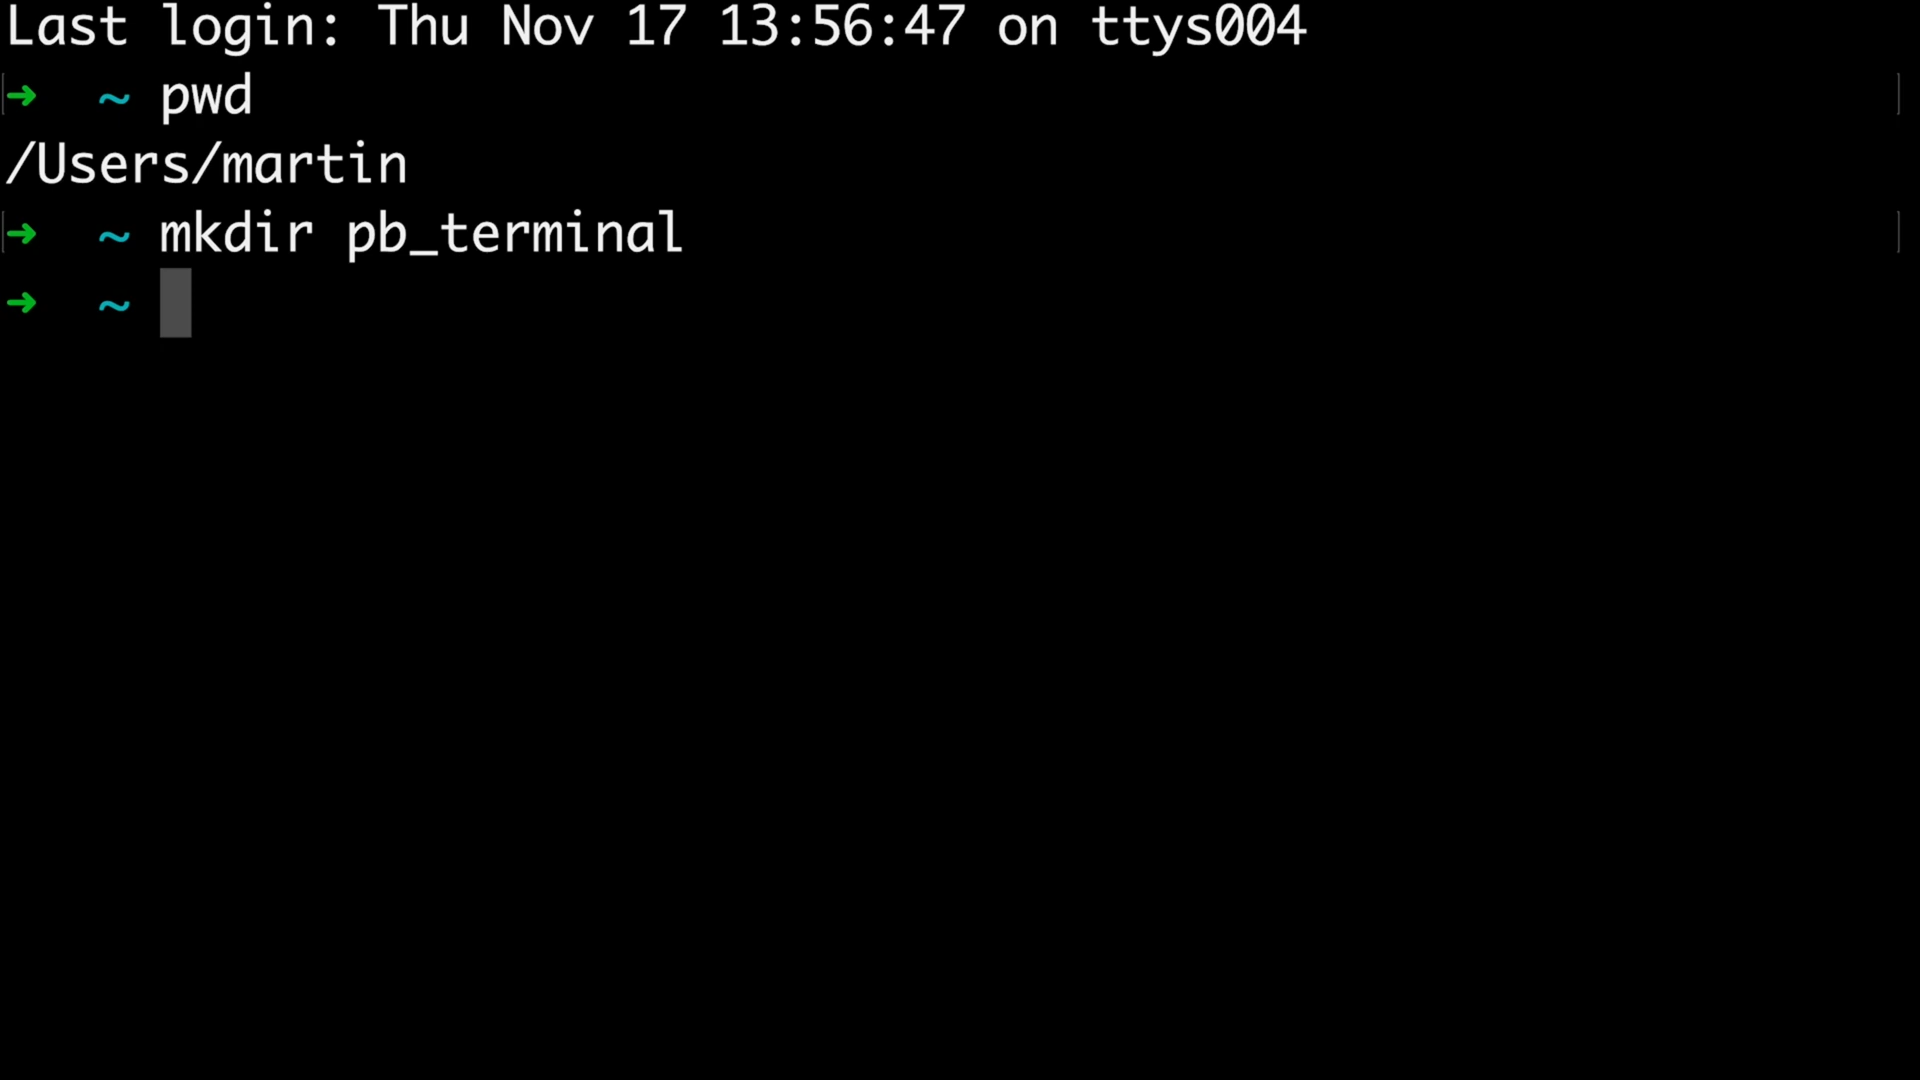 Last login: Thu Nov 17 13:56:47 on ttys004
➜  ~ pwd
/Users/martin
➜  ~ mkdir pb_terminal
➜  ~